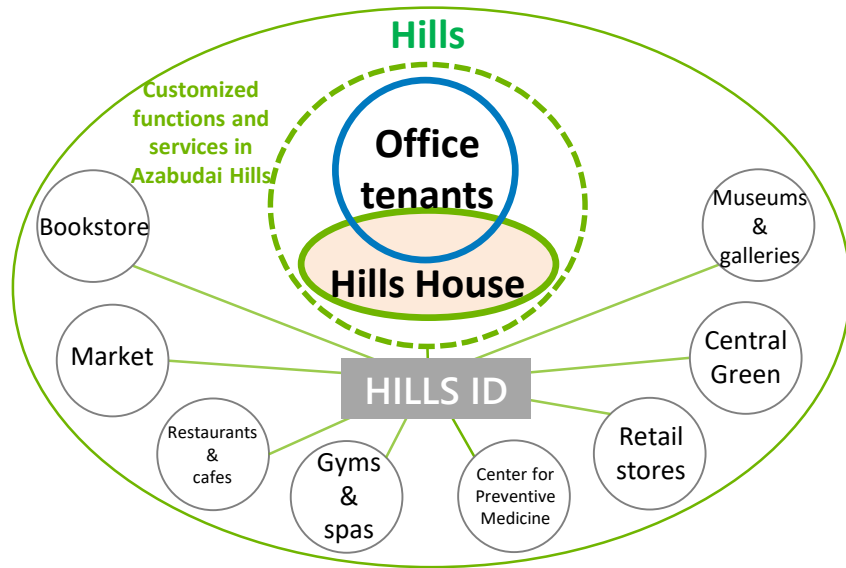 Hills
Customized
functions and
services in
Azabudai Hills
Office
tenants
Hills House
Bookstore
Museums
&
galleries
Market
Central
Green
HILLS ID
Restaurants
&
cafes
Gyms
&
spas
Center for
Preventive
Medicine
Retail
stores